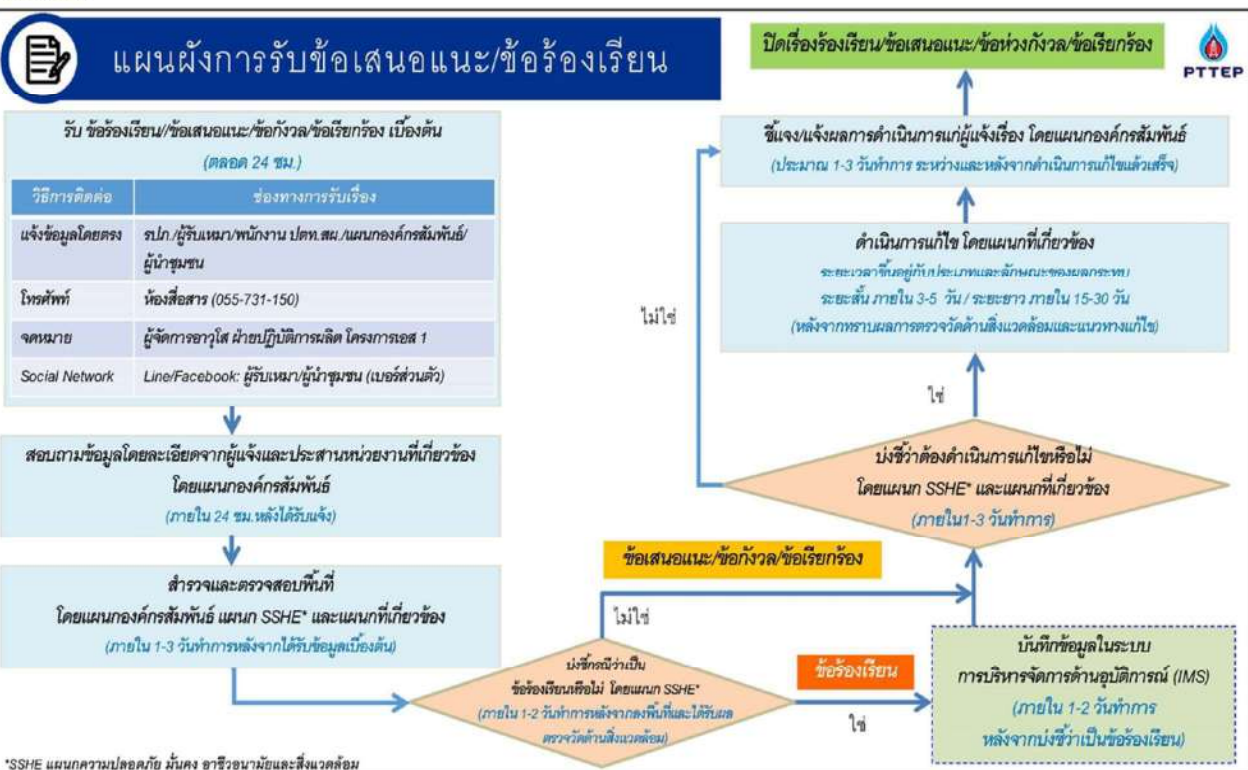 แผนผังการรับข้อเสนอแนะ/ข้อร้องเรียน
PTTEP
รับ ข้อร้องเรียน//ข้อเสนอแนะ/ข้อกังวล/ข้อเรียกร้อง เบื้องต้น
(ตลอด 24 ชม.)
วิธีการติดต่อ ช่องทางการรับเรื่อง
แจ้งข้อมูลโดยตรง รปภ./ผู้รับเหมา/พนักงาน ปตท.สผ./แผนกองค์กรสัมพันธ์/
ผู้นำชุมชน
โทรศัพท์ ห้องสื่อสาร (055-731-150)
จดหมาย ผู้จัดการอาวุโส ฝ่ายปฏิบัติการผลิต โครงการเอส 1
Social Network Line/Facebook: ผู้รับเหมา/ผู้นำชุมชน (เบอร์ส่วนตัว)
สอบถามข้อมูลโดยละเอียดจากผู้แจ้งและประสานหน่วยงานที่เกี่ยวข้อง
โดยแผนกองค์กรสัมพันธ์
(ภายใน 24 ชม.หลังได้รับแจ้ง)
สำรวจและตรวจสอบพื้นที่
โดยแผนกองค์กรสัมพันธ์ แผนก SSHE* และแผนกที่เกี่ยวข้อง
(ภายใน 1-3 วันทำการหลังจากได้รับข้อมูลเบื้องต้น)
บ่งชี้กรณีว่าเป็น
ข้อร้องเรียนหรือไม่ โดยแผนก SSHE*
(ภายใน 1-2 วันทำการหลังจากลงพื้นที่และได้รับผล
ตรวจวัดด้านสิ่งแวดล้อม)
ไม่ใช่
ข้อเสนอแนะ/ข้อกังวล/ข้อเรียกร้อง
ข้อร้องเรียน
ใช่
บันทึกข้อมูลในระบบ
การบริหารจัดการด้านอุบัติการณ์ (IMS)
(ภายใน 1-2 วันทำการ
หลังจากบ่งชี้ว่าเป็นข้อร้องเรียน)
บ่งชี้ว่าต้องดำเนินการแก้ไขหรือไม่
โดยแผนก SSHE* และแผนกที่เกี่ยวข้อง
(ภายใน1-3 วันทำการ)
ไม่ใช่
ใช่
ดำเนินการแก้ไข โดยแผนกที่เกี่ยวข้อง
ระยะเวลาขึ้นอยู่กับประเภทและลักษณะของผลกระทบ
ระยะสั้น ภายใน 3-5 วัน / ระยะยาว ภายใน 15-30 วัน
(หลังจากทราบผลการตรวจวัดด้านสิ่งแวดล้อมและแนวทางแก้ไข)
ชี้แจง/แจ้งผลการดำเนินการแก่ผู้แจ้งเรื่อง โดยแผนกองค์กรสัมพันธ์
(ประมาณ 1-3 วันทำการ ระหว่างและหลังจากดำเนินการแก้ไขแล้วเสร็จ)
ปิดเรื่องร้องเรียน/ข้อเสนอแนะ/ข้อห่วงกังวล/ข้อเรียกร้อง
*SSHE แผนกความปลอดภัย มั่นคง อาชีวอนามัยและสิ่งแวดล้อม